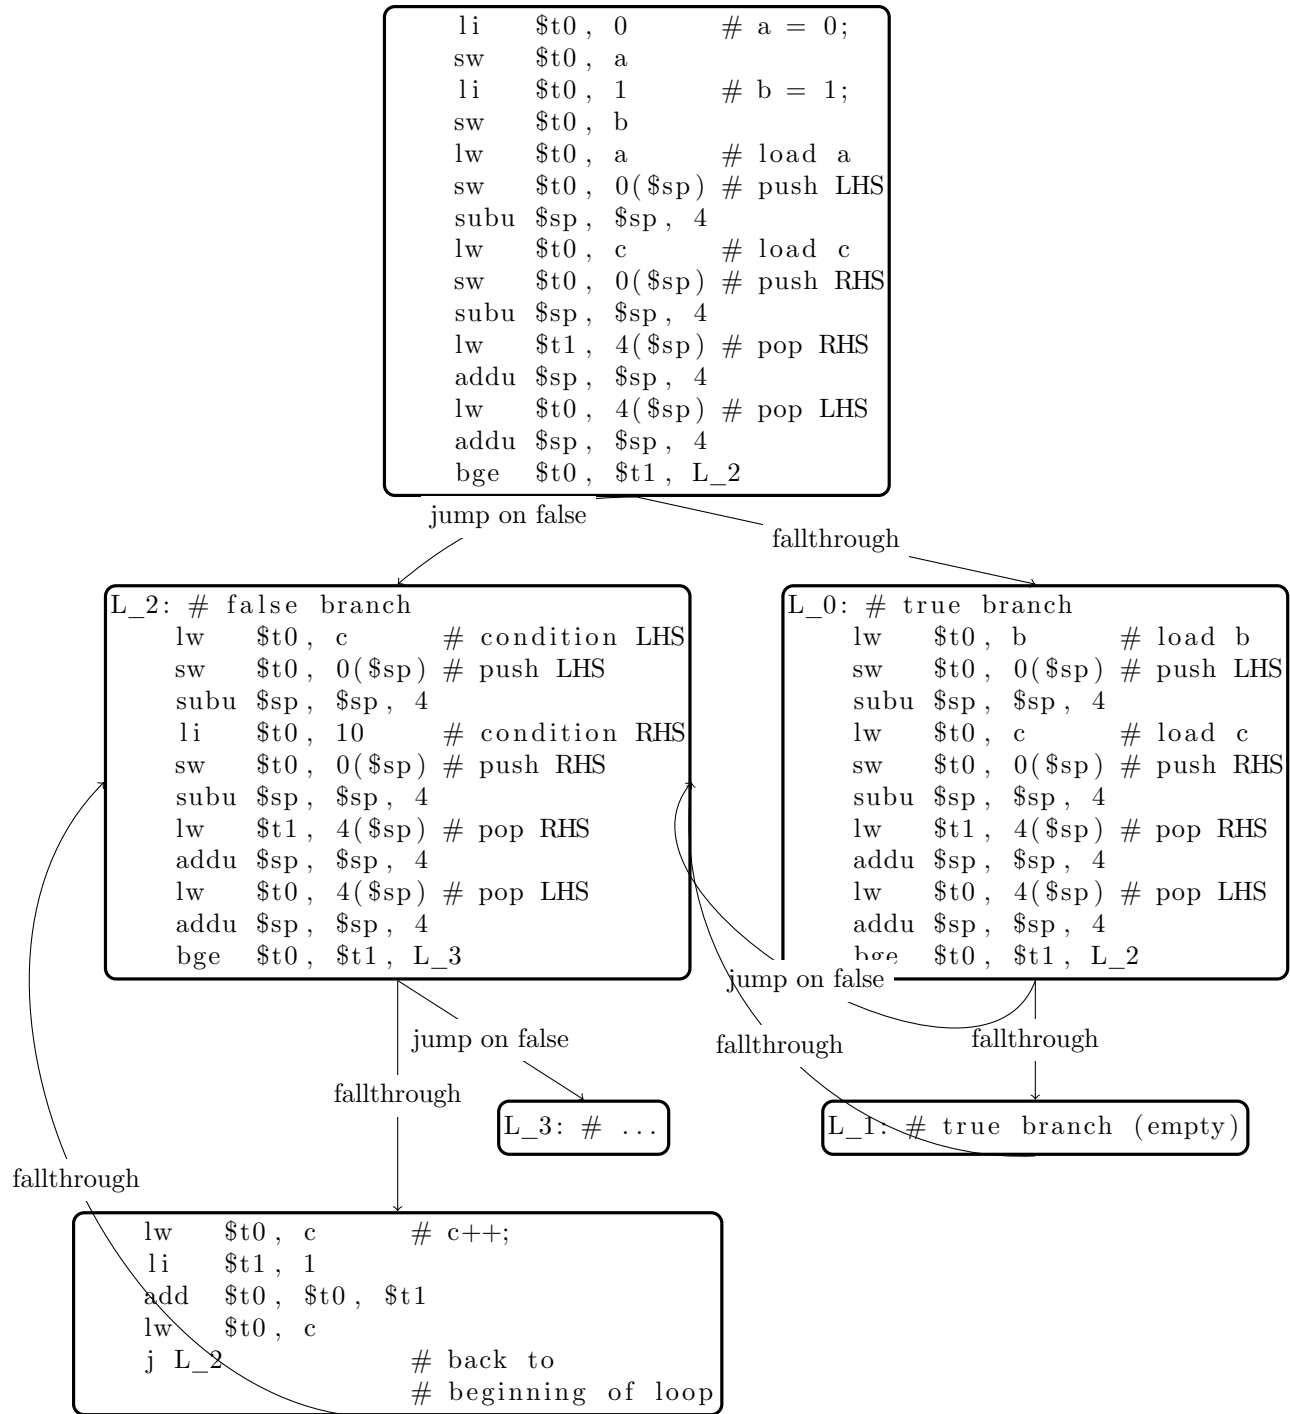 li $t0, 0 # a = 0;
sw $t0, a
li $t0, 1 # b = 1;
sw $t0, b
lw $t0, a # load a
sw $t0, 0($sp) # push LHS
subu $sp, $sp, 4
lw $t0, c # load c
sw $t0, 0($sp) # push RHS
subu $sp, $sp, 4
lw $t1, 4($sp) # pop RHS
addu $sp, $sp, 4
lw $t0, 4($sp) # pop LHS
addu $sp, $sp, 4
bge $t0, $t1, L_2
jump on false
fallthrough
L_2: # false branch
lw $t0, c # condition LHS
sw $t0, 0($sp) # push LHS
subu $sp, $sp, 4
li $t0, 10 # condition RHS
sw $t0, 0($sp) # push RHS
subu $sp, $sp, 4
lw $t1, 4($sp) # pop RHS
addu $sp, $sp, 4
lw $t0, 4($sp) # pop LHS
addu $sp, $sp, 4
bge $t0, $t1, L_3
L_0: # true branch
lw $t0, b # load b
sw $t0, 0($sp) # push LHS
subu $sp, $sp, 4
lw $t0, c # load c
sw $t0, 0($sp) # push RHS
subu $sp, $sp, 4
lw $t1, 4($sp) # pop RHS
addu $sp, $sp, 4
lw $t0, 4($sp) # pop LHS
addu $sp, $sp, 4
bge $t0, $t1, L_2
jump on false
jump on false
fallthrough
fallthrough
fallthrough
L_3: # ...
L_1: # true branch (empty)
fallthrough
lw $t0, c # c++;
li $t1, 1
add $t0, $t0, $t1
lw $t0, c
j L_2 # back to
# beginning of loop